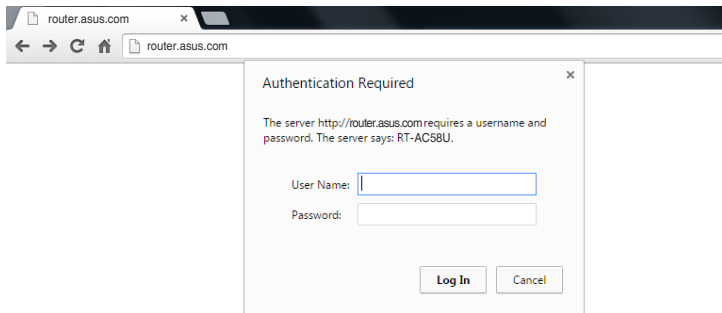 router.asus.com ×
router.asus.com
Authentication Required ×
The server http://router.asus.com requires a username and
password. The server says: RT-AC58U.
User Name:
Password:
Log In Cancel